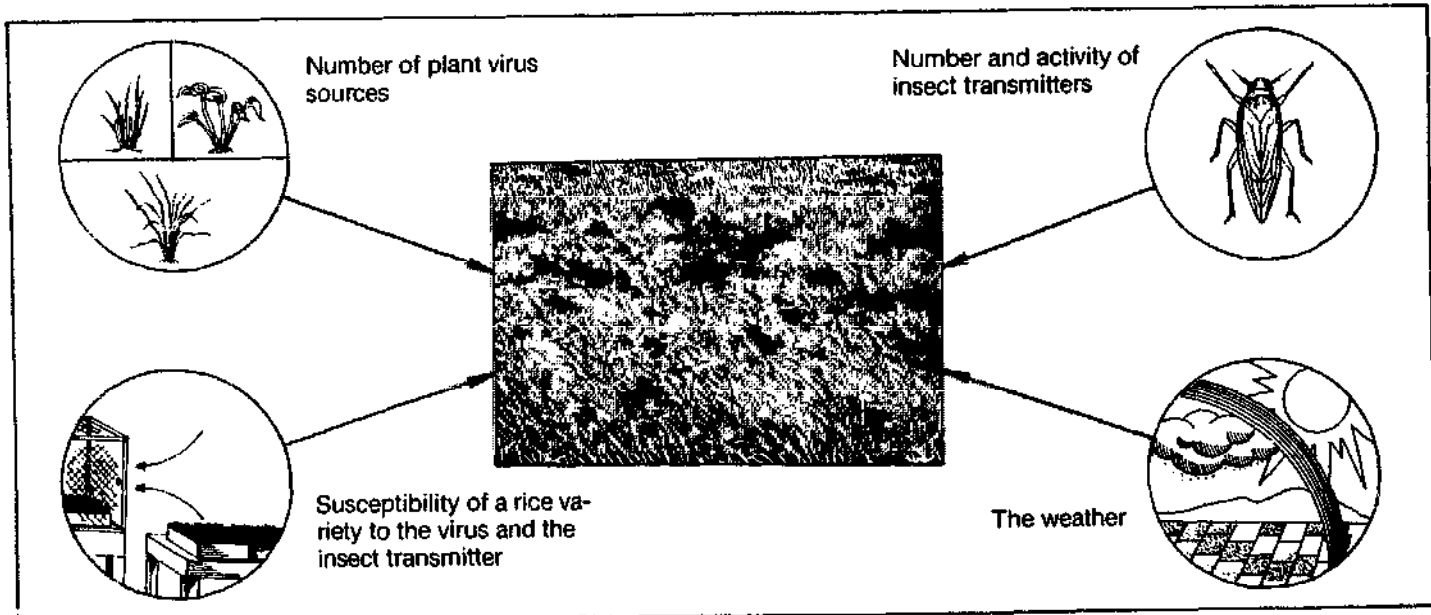 Number of plant virus
sources
Number and activity of
insect transmitters
Susceptibility of a rice va-
riety to the virus and the
insect transmitter
The weather